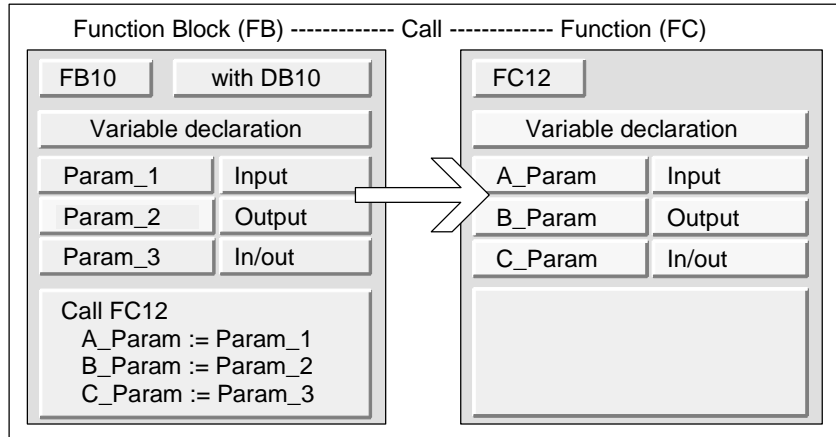 Function Block (FB) ------------- Call ------------- Function (FC)
FB10
with DB10
Variable declaration
Param_1
Input
Param_2
Output
Param_3
In/out
Call FC12
A_Param := Param_1
B_Param := Param_2
C_Param := Param_3
FC12
Variable declaration
A_Param
Input
B_Param
Output
C_Param
In/out